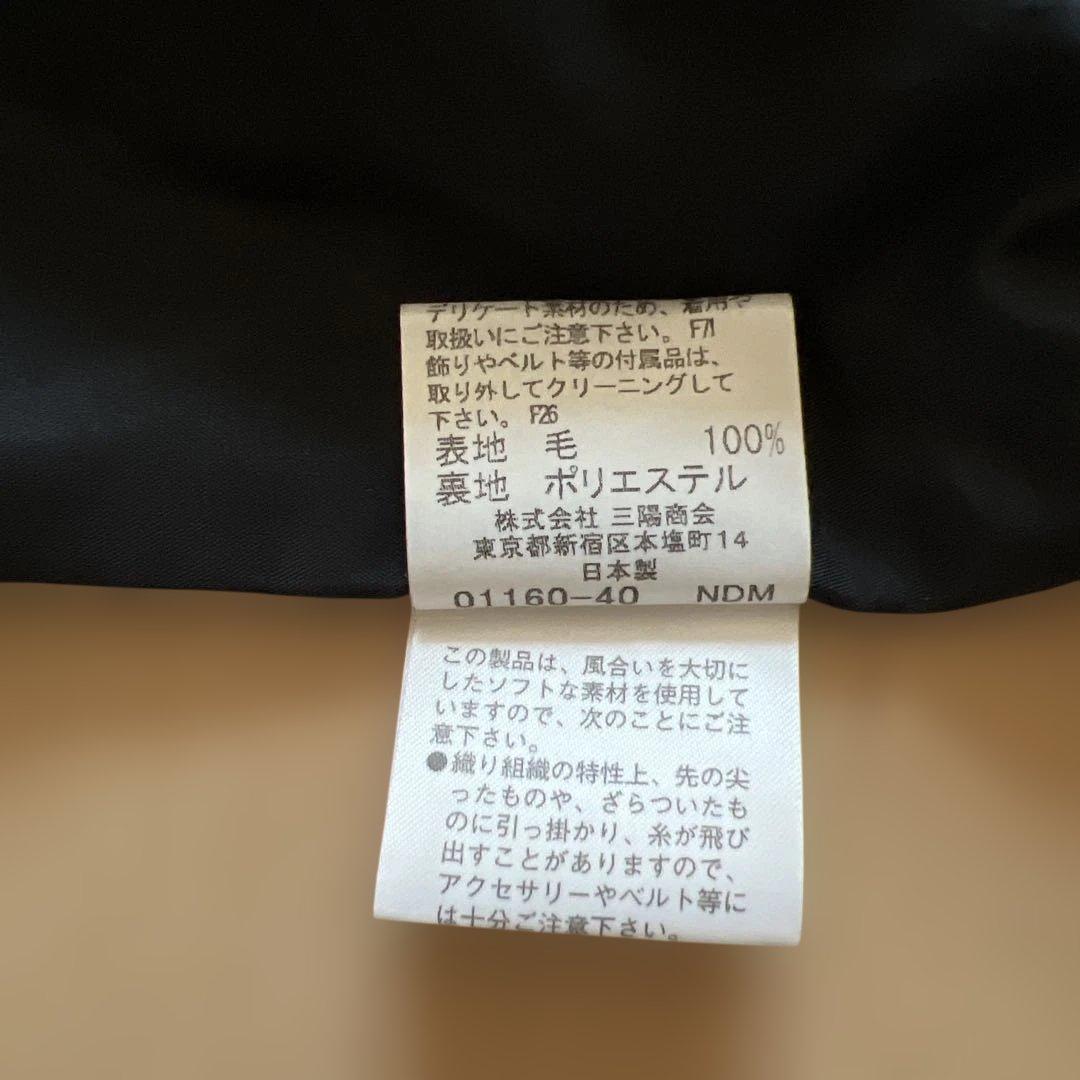 デリケート素材のため、着用や
取扱いにご注意下さい。F71
飾りやベルト等の付属品は、
取り外してクリーニングして
下さい。F26
表地 毛 100%
裏地 ポリエステル
株式会社 三陽商会
東京都新宿区本塩町14
日本製
01160-40 NDM
この製品は、風合いを大切に
したソフトな素材を使用して
いますので、次のことにご注
意下さい。
●織り組織の特性上、先の尖
ったものや、ざらついたも
のに引っ掛かり、糸が飛び
出すことがありますので、
アクセサリーやベルト等に
は十分ご注意下さい。